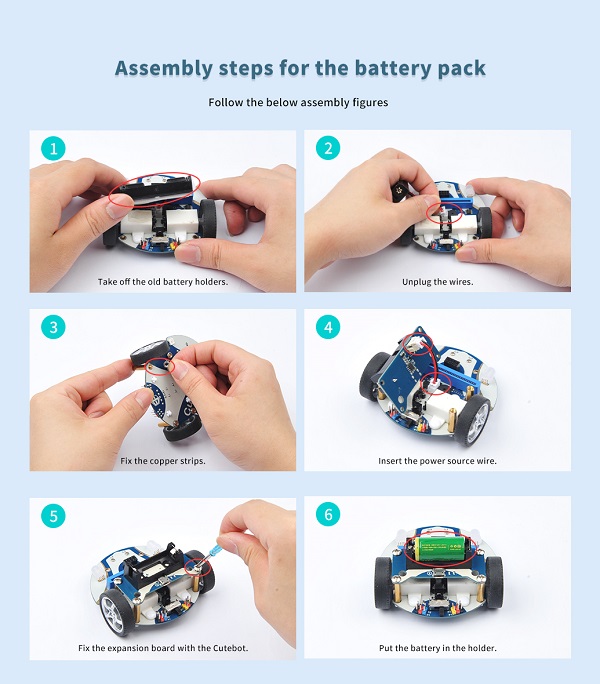 Assembly steps for the battery pack
Follow the below assembly figures
1
2
Take off the old battery holders.
Unplug the wires.
3
4
Fix the copper strips.
Insert the power source wire.
5
6
Fix the expansion board with the Cutebot.
Put the battery in the holder.